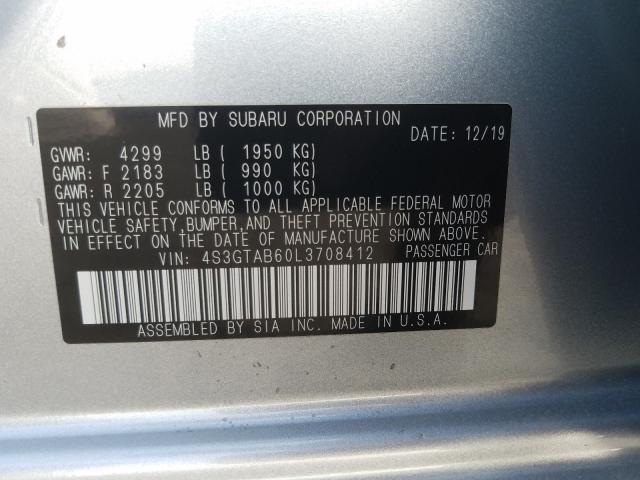 MFD BY SUBARU CORPORATION
DATE: 12/19
GVWR: 4299 LB ( 1950 KG)
GAWR: F 2183 LB ( 990 KG)
GAWR: R 2205 LB ( 1000 KG)
THIS VEHICLE CONFORMS TO ALL APPLICABLE FEDERAL MOTOR
VEHICLE SAFETY,BUMPER,AND THEFT PREVENTION STANDARDS
IN EFFECT ON THE DATE OF MANUFACTURE SHOWN ABOVE.
VIN: 4S3GTAB60L3708412 PASSENGER CAR
ASSEMBLED BY SIA INC. MADE IN U.S.A.